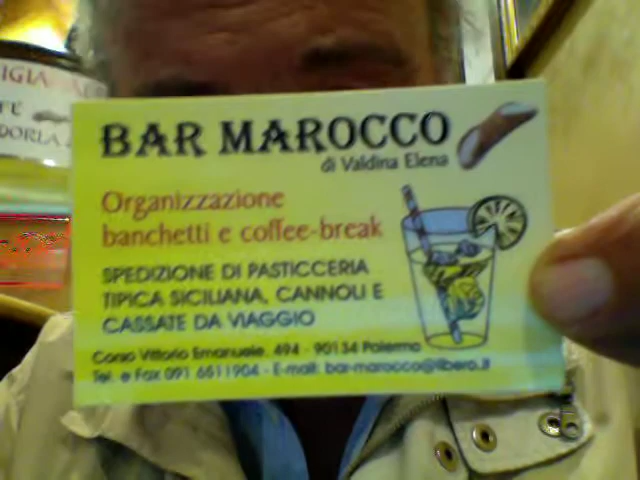 BAR MAROCCO
di Valdina Elena
Organizzazione
banchetti e coffee-break
SPEDIZIONE DI PASTICCERIA
TIPICA SICILIANA, CANNOLI E
CASSATE DA VIAGGIO
Corso Vittorio Emanuele, 494 - 90134 Palermo
Tel. e Fax 091 6511904 - E-mail: bar-marocco@libero.it